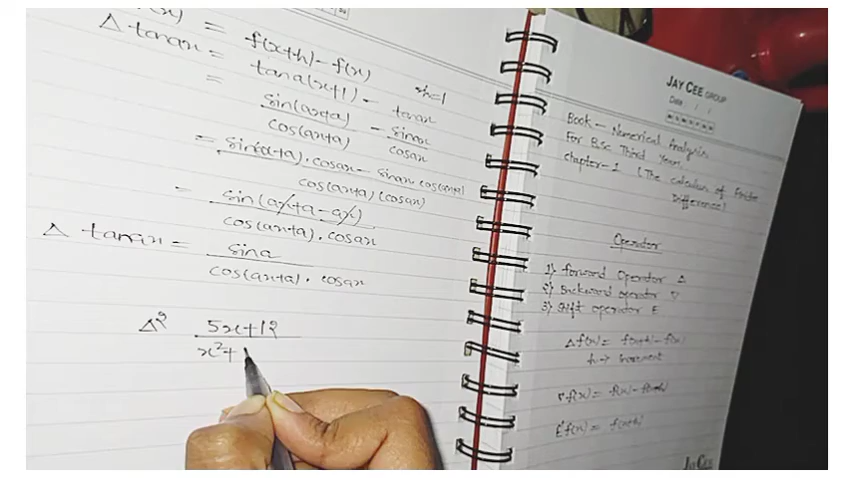 Δ tanax = f(x+h) - f(x)
= tana(x+1) - tanax h=1
sin(ax+a) / cos(ax+a) - sinax / cosax
= sin(ax+a) . cosax - sinax cos(ax+a) / cos(ax+a) (cosax)
= sin(ax+a-ax) / cos(ax+a) . cosax
Δ tanax = sina / cos(ax+a) . cosax
Δ² 5x+12 / x²+
JAY CEE GROUP
Date / /
Book - Numerical Analysis
For BSc Third Year
chapter-1 (The calculus of Finite
Difference)
Operator
1) forward Operator Δ
2) Backward operator ∇
3) shift operator E
Δf(x) = f(x+h) - f(x)
h → increment
∇f(x) = f(x) - f(x-h)
f(x) = f(x+h)
JAY CEE